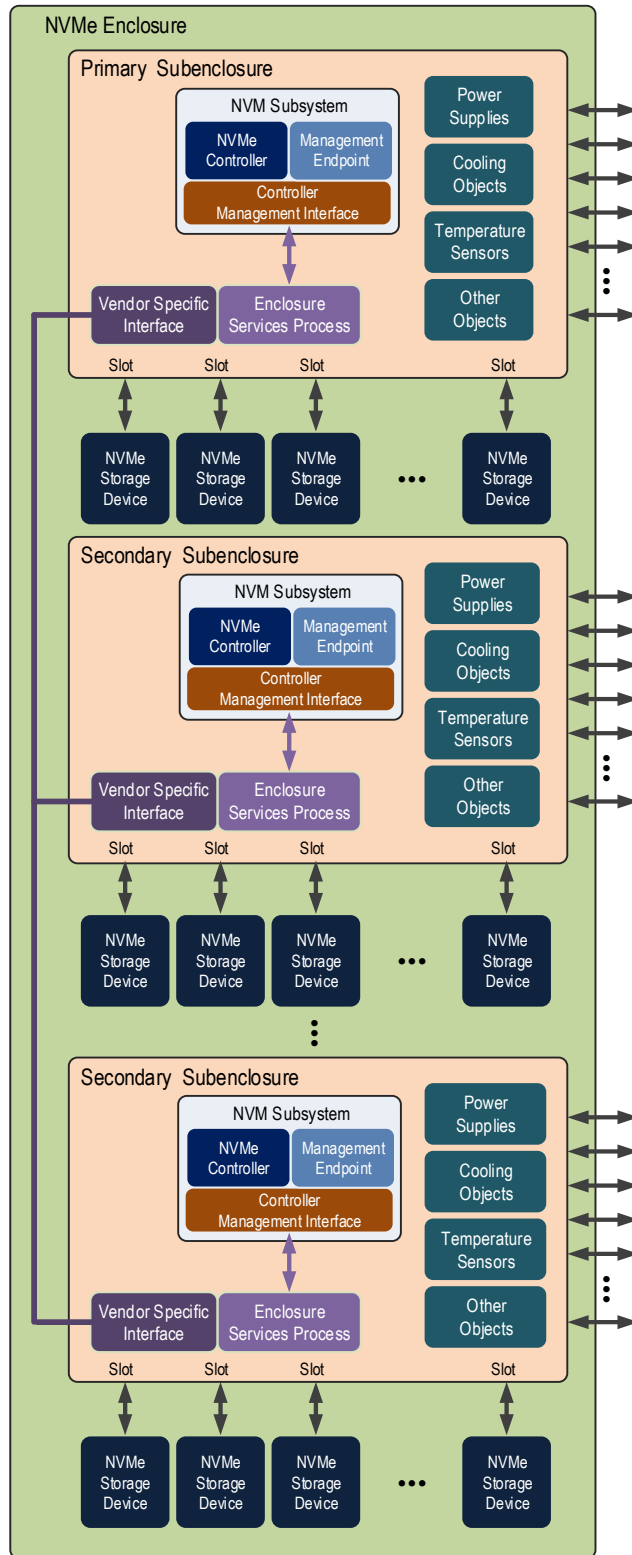 NVMe Enclosure
Primary Subenclosure
NVM Subsystem
NVMe
Controller
Management
Endpoint
Controller
Management Interface
Vendor Specific
Interface
Enclosure
Services Process
Power
Supplies
Cooling
Objects
Temperature
Sensors
Other
Objects
Slot
Slot
Slot
Slot
NVMe
Storage
Device
NVMe
Storage
Device
NVMe
Storage
Device
NVMe
Storage
Device
Secondary Subenclosure
NVM Subsystem
NVMe
Controller
Management
Endpoint
Controller
Management Interface
Vendor Specific
Interface
Enclosure
Services Process
Power
Supplies
Cooling
Objects
Temperature
Sensors
Other
Objects
Slot
Slot
Slot
Slot
NVMe
Storage
Device
NVMe
Storage
Device
NVMe
Storage
Device
NVMe
Storage
Device
Secondary Subenclosure
NVM Subsystem
NVMe
Controller
Management
Endpoint
Controller
Management Interface
Vendor Specific
Interface
Enclosure
Services Process
Power
Supplies
Cooling
Objects
Temperature
Sensors
Other
Objects
Slot
Slot
Slot
Slot
NVMe
Storage
Device
NVMe
Storage
Device
NVMe
Storage
Device
NVMe
Storage
Device